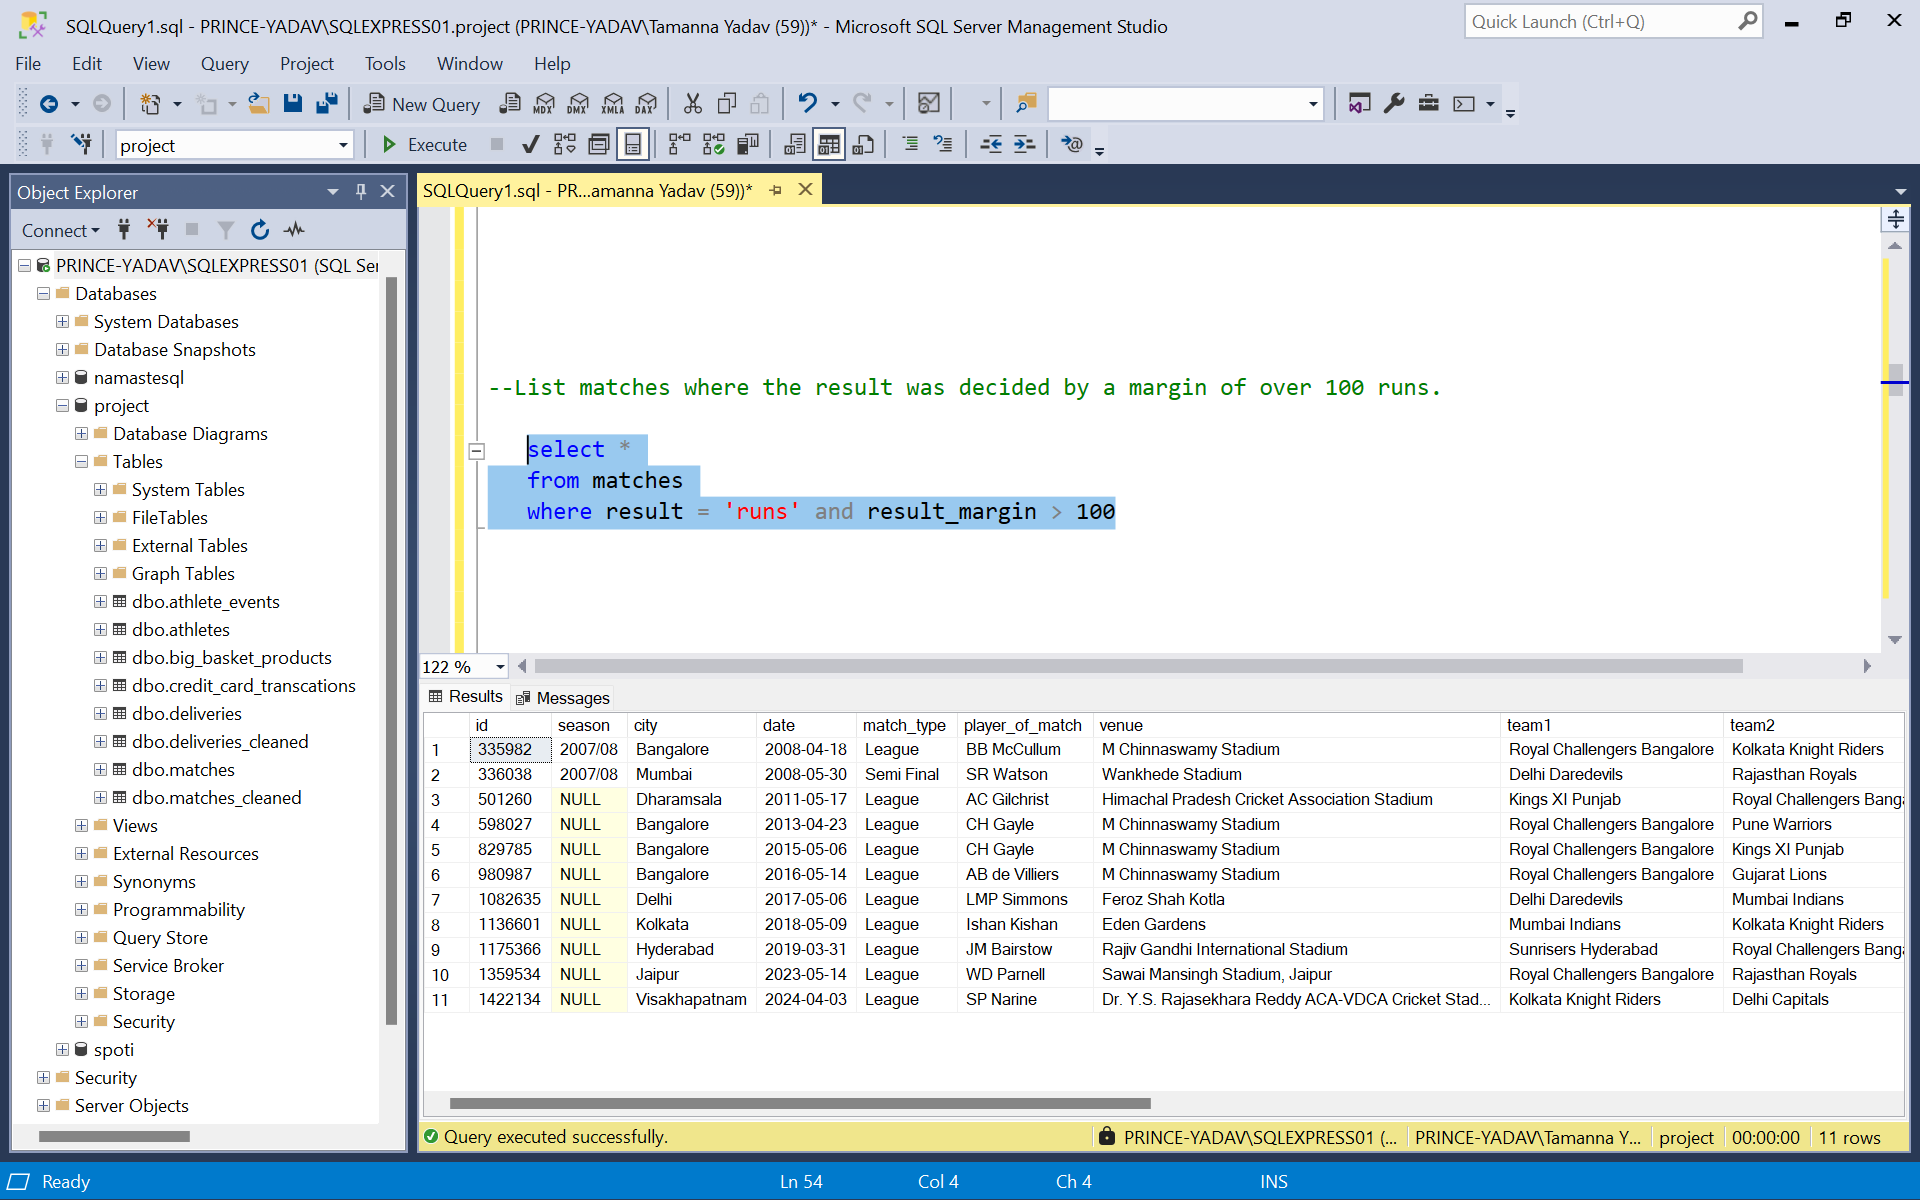 SQLQuery1.sql - PRINCE-YADAV\SQLEXPRESS01.project (PRINCE-YADAV\Tamanna Yadav (59))* - Microsoft SQL Server Management Studio
Quick Launch (Ctrl+Q)
File Edit View Query Project Tools Window Help
New Query MDX DMX XMLA DAX
project Execute
Object Explorer
SQLQuery1.sql - PR...amanna Yadav (59))*
Connect
PRINCE-YADAV\SQLEXPRESS01 (SQL Ser
Databases
System Databases
Database Snapshots
namastesql
project
Database Diagrams
Tables
System Tables
FileTables
External Tables
Graph Tables
dbo.athlete_events
dbo.athletes
dbo.big_basket_products
dbo.credit_card_transcations
dbo.deliveries
dbo.deliveries_cleaned
dbo.matches
dbo.matches_cleaned
Views
External Resources
Synonyms
Programmability
Query Store
Service Broker
Storage
Security
spoti
Security
Server Objects
--List matches where the result was decided by a margin of over 100 runs.
select *
from matches
where result = 'runs' and result_margin > 100
122 %
Results Messages
id season city date match_type player_of_match venue team1 team2
1 335982 2007/08 Bangalore 2008-04-18 League BB McCullum M Chinnaswamy Stadium Royal Challengers Bangalore Kolkata Knight Riders
2 336038 2007/08 Mumbai 2008-05-30 Semi Final SR Watson Wankhede Stadium Delhi Daredevils Rajasthan Royals
3 501260 NULL Dharamsala 2011-05-17 League AC Gilchrist Himachal Pradesh Cricket Association Stadium Kings XI Punjab Royal Challengers Banga
4 598027 NULL Bangalore 2013-04-23 League CH Gayle M Chinnaswamy Stadium Royal Challengers Bangalore Pune Warriors
5 829785 NULL Bangalore 2015-05-06 League CH Gayle M Chinnaswamy Stadium Royal Challengers Bangalore Kings XI Punjab
6 980987 NULL Bangalore 2016-05-14 League AB de Villiers M Chinnaswamy Stadium Royal Challengers Bangalore Gujarat Lions
7 1082635 NULL Delhi 2017-05-06 League LMP Simmons Feroz Shah Kotla Delhi Daredevils Mumbai Indians
8 1136601 NULL Kolkata 2018-05-09 League Ishan Kishan Eden Gardens Mumbai Indians Kolkata Knight Riders
9 1175366 NULL Hyderabad 2019-03-31 League JM Bairstow Rajiv Gandhi International Stadium Sunrisers Hyderabad Royal Challengers Banga
10 1359534 NULL Jaipur 2023-05-14 League WD Parnell Sawai Mansingh Stadium, Jaipur Royal Challengers Bangalore Rajasthan Royals
11 1422134 NULL Visakhapatnam 2024-04-03 League SP Narine Dr. Y.S. Rajasekhara Reddy ACA-VDCA Cricket Stad... Kolkata Knight Riders Delhi Capitals
Query executed successfully. PRINCE-YADAV\SQLEXPRESS01 (... PRINCE-YADAV\Tamanna Y... project 00:00:00 11 rows
Ready Ln 54 Col 4 Ch 4 INS